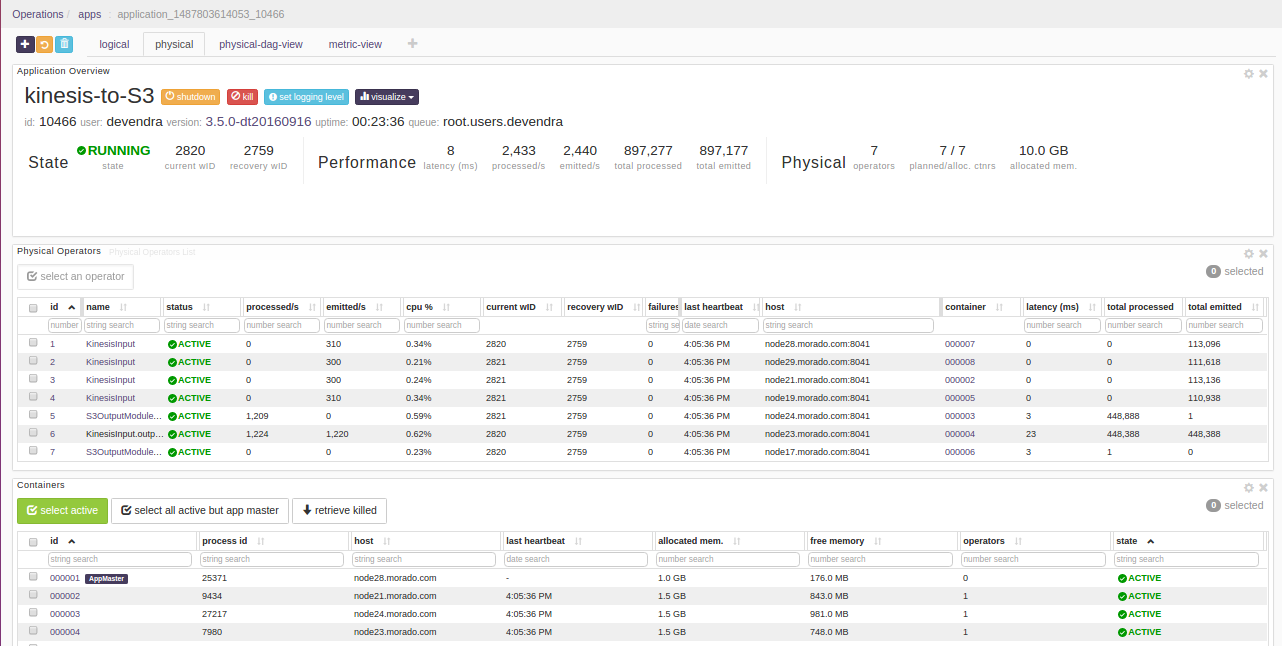 Operations / apps : application_1487803614053_10466
logical physical physical-dag-view metric-view
Application Overview
kinesis-to-S3 shutdown kill set logging level visualize
id: 10466 user: devendra version: 3.5.0-dt20160916 uptime: 00:23:36 queue: root.users.devendra
State RUNNING 2820 2759 Performance 8 2,433 2,440 897,277 897,177 Physical 7 7 / 7 10.0 GB
state current wID recovery wID latency (ms) processed/s emitted/s total processed total emitted operators planned/alloc. ctnrs allocated mem.
Physical Operators Physical Operators List
select an operator 0 selected
id name status processed/s emitted/s cpu % current wID recovery wID failures last heartbeat host container latency (ms) total processed total emitted
number string search string search number search number search number search string se date search string search number search number search number search
1 KinesisInput ACTIVE 0 310 0.34% 2820 2759 0 4:05:36 PM node28.morado.com:8041 000007 0 0 113,096
2 KinesisInput ACTIVE 0 300 0.21% 2821 2759 0 4:05:36 PM node29.morado.com:8041 000008 0 0 111,618
3 KinesisInput ACTIVE 0 300 0.24% 2821 2759 0 4:05:36 PM node21.morado.com:8041 000002 0 0 113,136
4 KinesisInput ACTIVE 0 310 0.34% 2820 2759 0 4:05:36 PM node19.morado.com:8041 000005 0 0 110,938
5 S3OutputModule... ACTIVE 1,209 0 0.59% 2821 2759 0 4:05:36 PM node24.morado.com:8041 000003 3 448,888 1
6 KinesisInput.outp... ACTIVE 1,224 1,220 0.62% 2820 2759 0 4:05:36 PM node23.morado.com:8041 000004 23 448,388 448,388
7 S3OutputModule... ACTIVE 0 0 0.23% 2821 2759 0 4:05:36 PM node17.morado.com:8041 000006 3 1 0
Containers
select active select all active but app master retrieve killed 0 selected
id process id host last heartbeat allocated mem. free memory operators state
string search string search string search date search number search number search number search string search
000001 AppMaster 25371 node28.morado.com - 1.0 GB 176.0 MB 0 ACTIVE
000002 9434 node21.morado.com 4:05:36 PM 1.5 GB 843.0 MB 1 ACTIVE
000003 27217 node24.morado.com 4:05:36 PM 1.5 GB 981.0 MB 1 ACTIVE
000004 7980 node23.morado.com 4:05:36 PM 1.5 GB 748.0 MB 1 ACTIVE